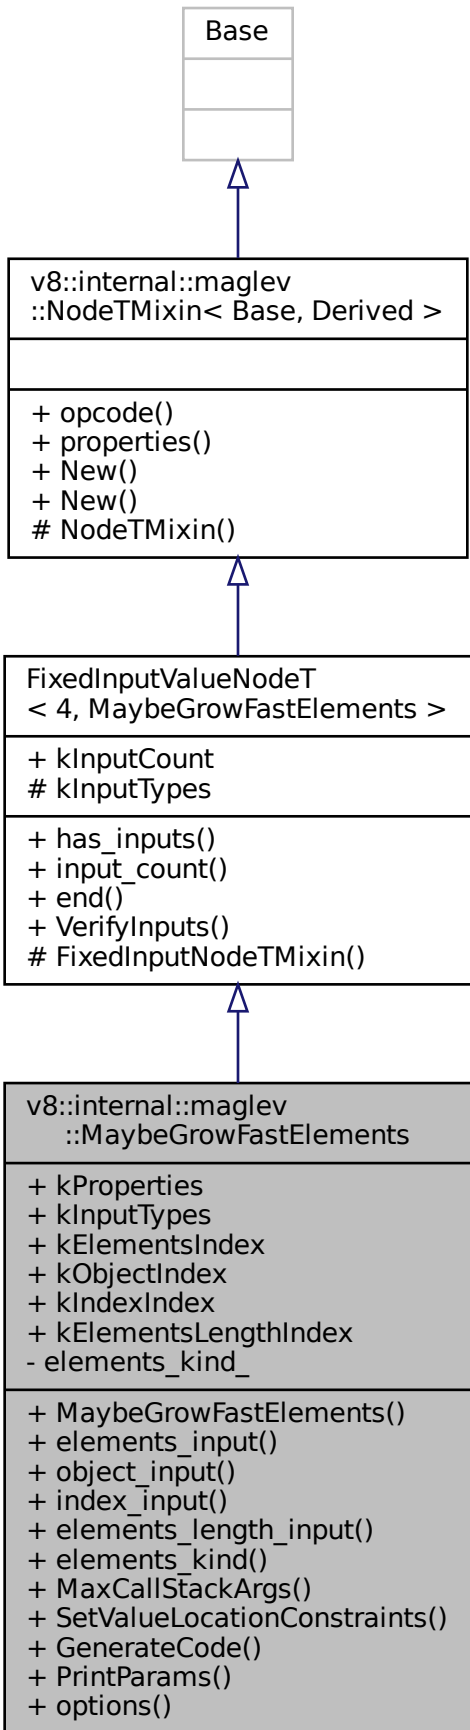 Base
v8::internal::maglev
::NodeTMixin< Base, Derived >
+ opcode()
+ properties()
+ New()
+ New()
# NodeTMixin()
FixedInputValueNodeT
< 4, MaybeGrowFastElements >
+ kInputCount
# kInputTypes
+ has_inputs()
+ input_count()
+ end()
+ VerifyInputs()
# FixedInputNodeTMixin()
v8::internal::maglev
::MaybeGrowFastElements
+ kProperties
+ kInputTypes
+ kElementsIndex
+ kObjectIndex
+ kIndexIndex
+ kElementsLengthIndex
- elements_kind_
+ MaybeGrowFastElements()
+ elements_input()
+ object_input()
+ index_input()
+ elements_length_input()
+ elements_kind()
+ MaxCallStackArgs()
+ SetValueLocationConstraints()
+ GenerateCode()
+ PrintParams()
+ options()